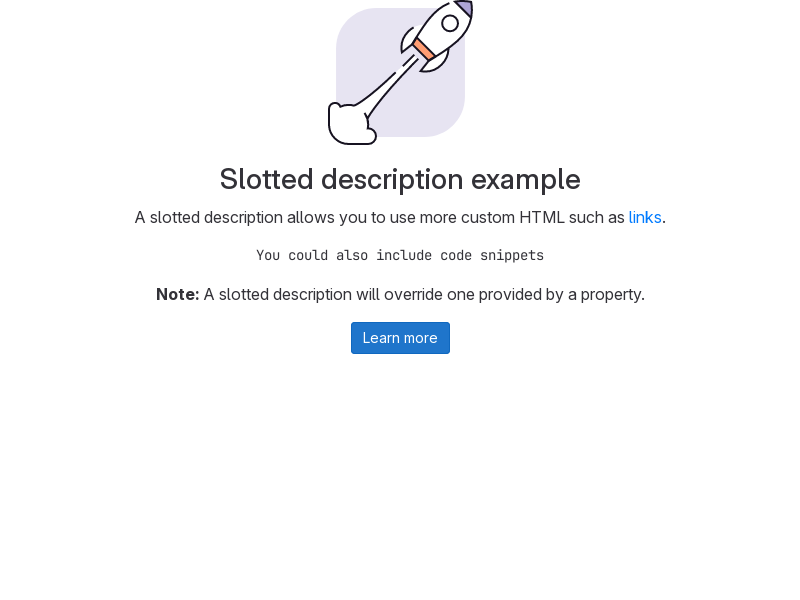 Slotted description example
A slotted description allows you to use more custom HTML such as links.
You could also include code snippets
Note: A slotted description will override one provided by a property.
Learn more